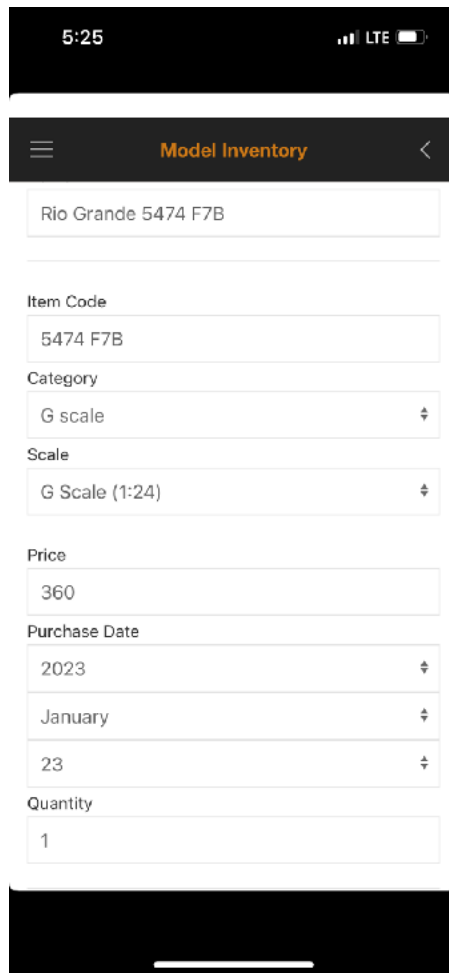 5:25
LTE
Model Inventory
Rio Grande 5474 F7B
Item Code
5474 F7B
Category
G scale
Scale
G Scale (1:24)
Price
360
Purchase Date
2023
January
23
Quantity
1